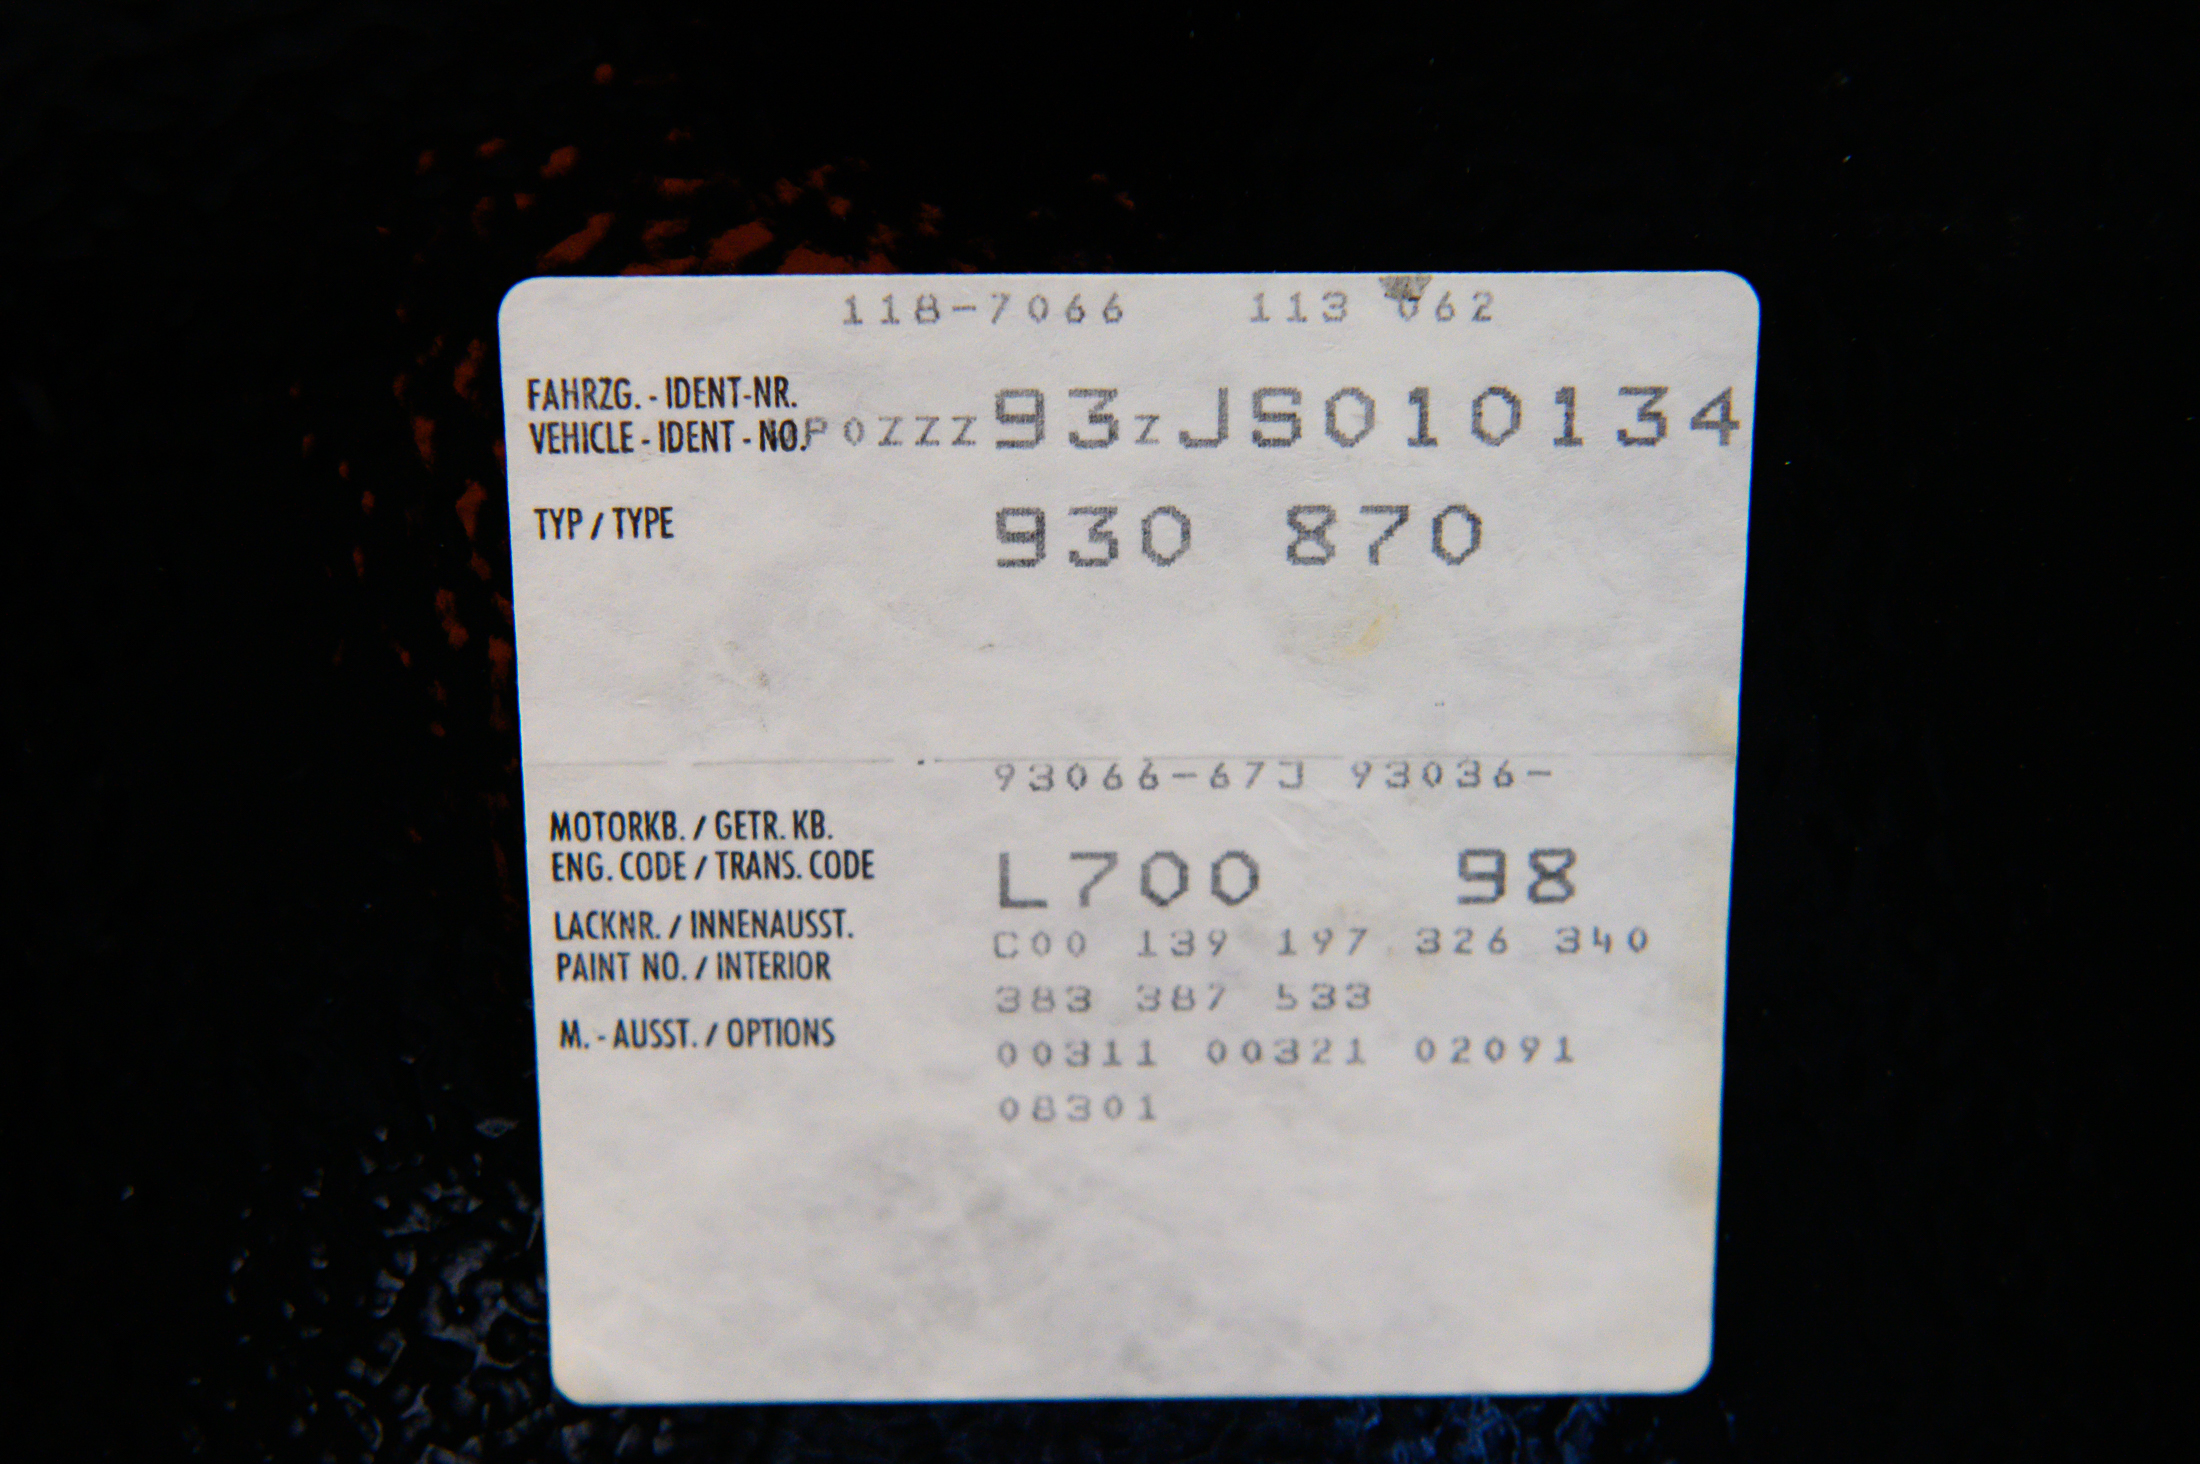 118-7066 113 062
FAHRZG. - IDENT-NR.
VEHICLE - IDENT - NO. WP0ZZZ93ZJS010134
TYP / TYPE 930 870
93066-67J 93036-
MOTORKB. / GETR. KB.
ENG. CODE / TRANS. CODE L700 98
LACKNR. / INNENAUSST. C00 139 197 326 340
PAINT NO. / INTERIOR
383 387 533
M. - AUSST. / OPTIONS 00311 00321 02091
08301